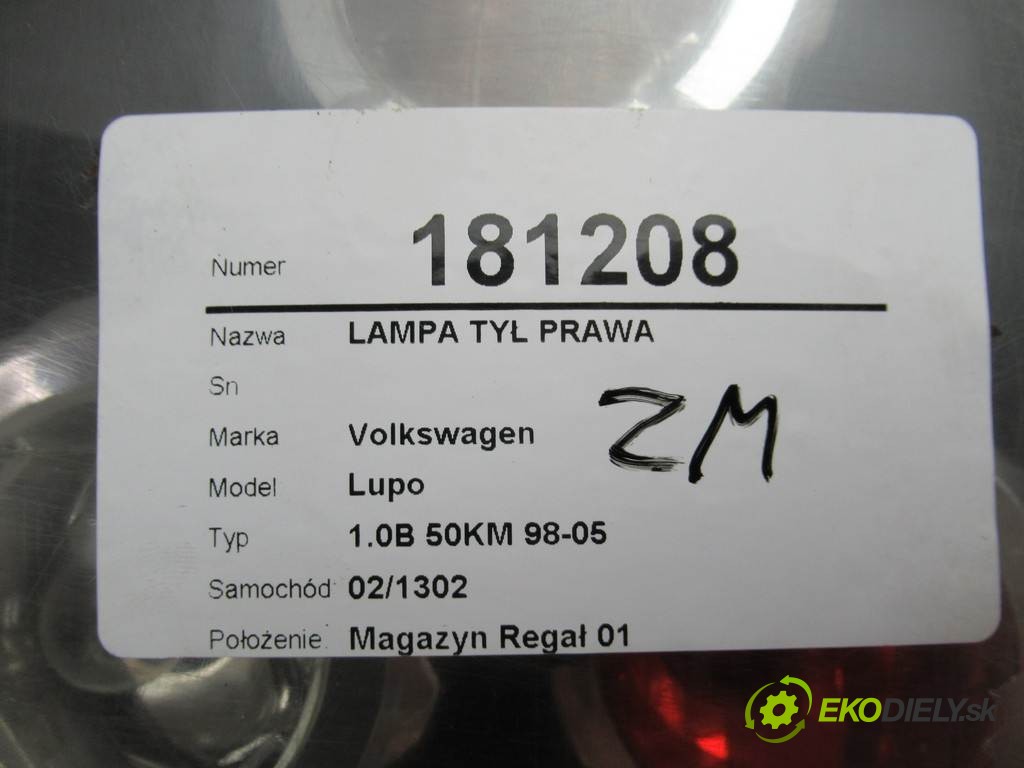 Numer 181208
Nazwa LAMPA TYŁ PRAWA
Sn
ZM
Marka Volkswagen
Model Lupo
Typ 1.0B 50KM 98-05
Samochód 02/1302
Położenie Magazyn Regał 01
EKODIELY.sk